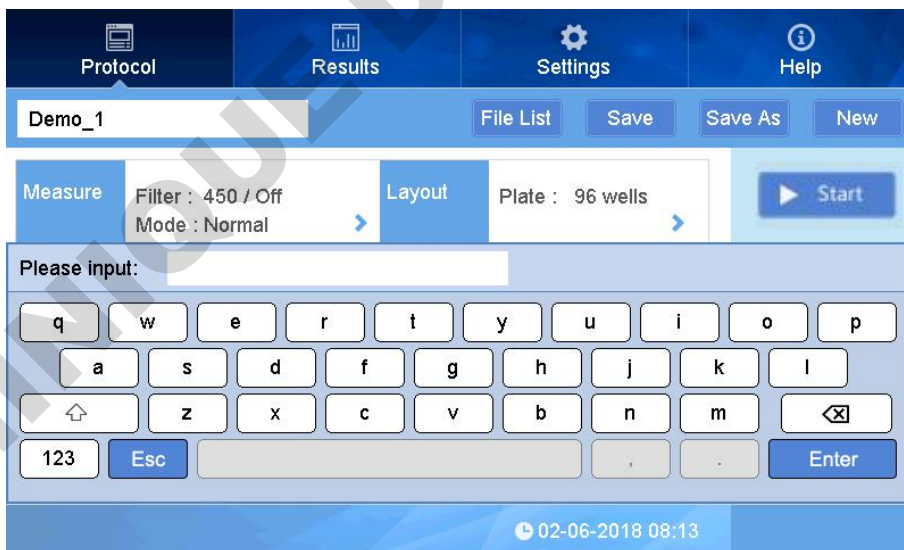 Protocol Results Settings Help
Demo_1 File List Save Save As New
Measure Filter : 450 / Off Layout Plate : 96 wells Start
Mode : Normal
Please input:
q w e r t y u i o p
a s d f g h j k l
z x c v b n m
123 Esc , . Enter
02-06-2018 08:13
INIQUE D